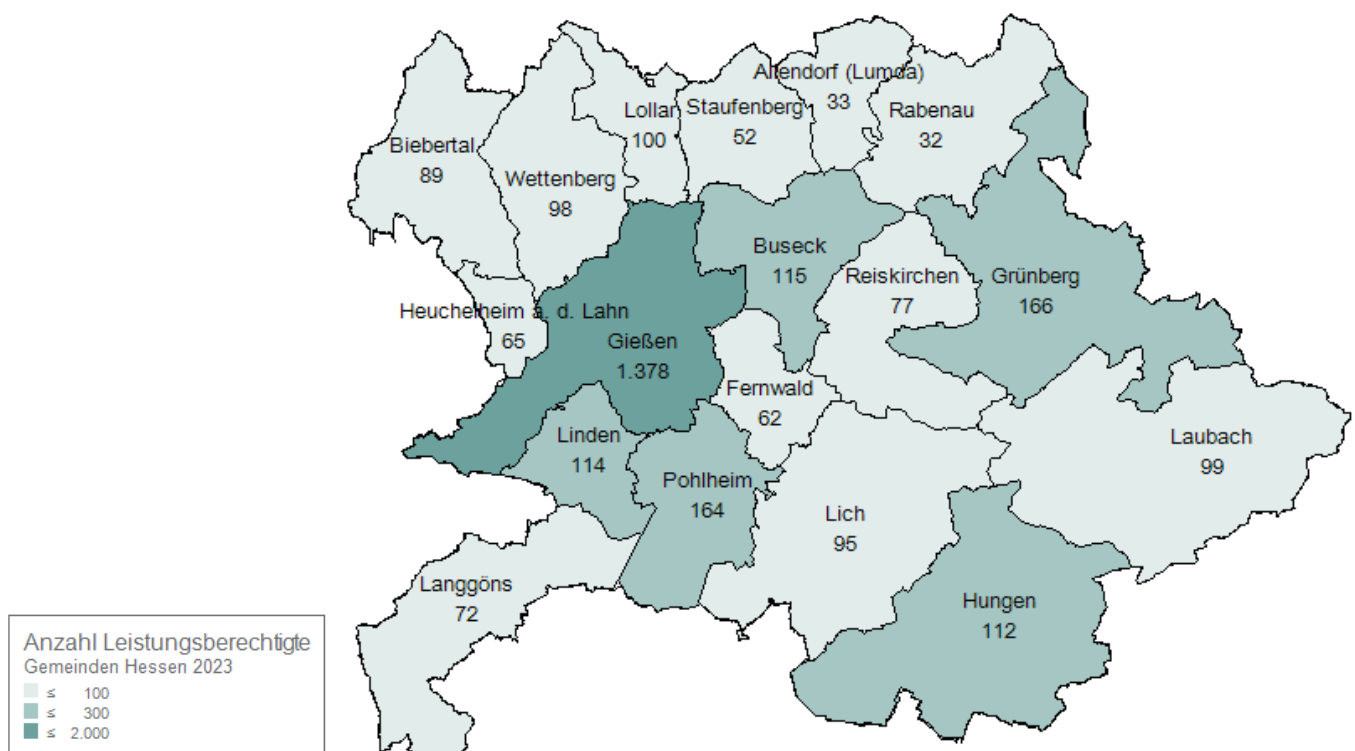 Allendorf (Lumda)
33
Lollar
100
Staufenberg
52
Rabenau
32
Biebertal
89
Wettenberg
98
Buseck
115
Reiskirchen
77
Grünberg
166
Heuchelheim a. d. Lahn
65
Gießen
1.378
Fernwald
62
Linden
114
Laubach
99
Pohlheim
164
Lich
95
Langgöns
72
Hungen
112
Anzahl Leistungsberechtigte
Gemeinden Hessen 2023
≤ 100
≤ 300
≤ 2.000